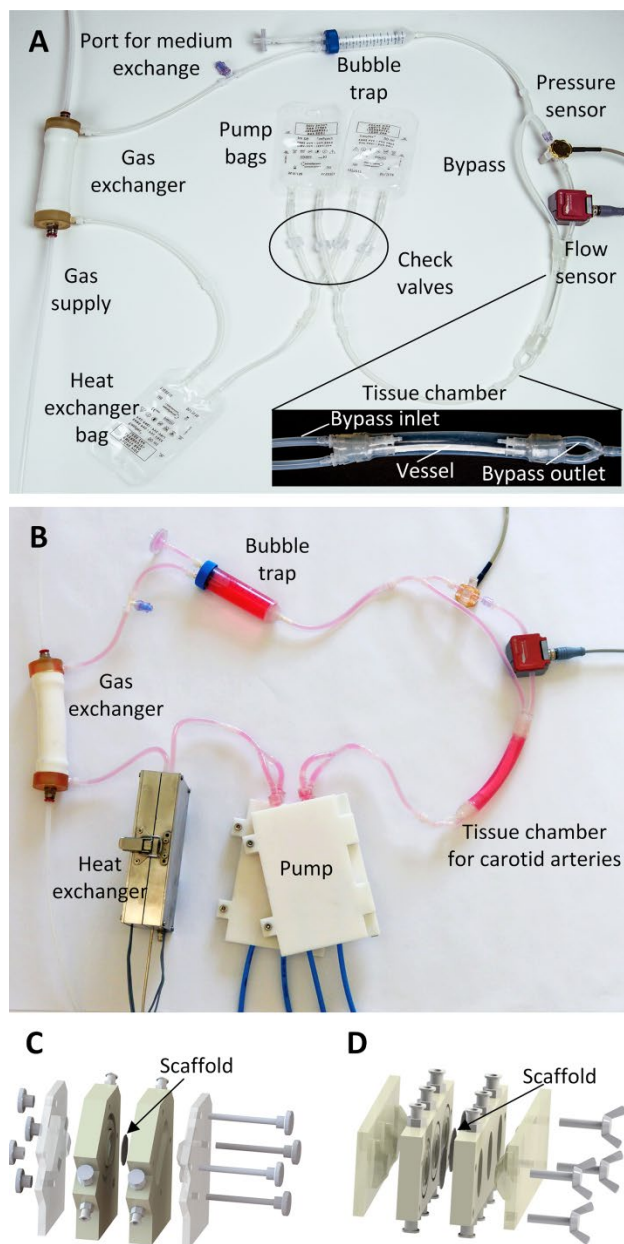 A
Port for medium
exchange
Bubble
trap
Pressure
sensor
Pump
bags
Bypass
Gas
exchanger
Check
valves
Flow
sensor
Gas
supply
Heat
exchanger
bag
Tissue chamber
Bypass inlet
Vessel
Bypass outlet
B
Bubble
trap
Gas
exchanger
Heat
exchanger
Pump
Tissue chamber
for carotid arteries
C
Scaffold
D
Scaffold